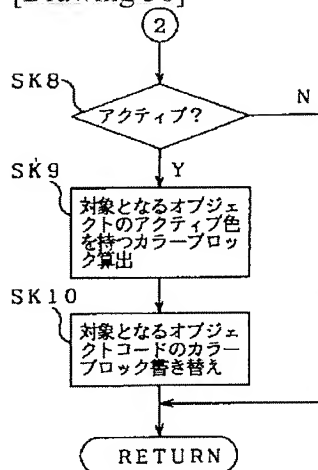 ②
SK8
アクティブ?
N
Y
SK9
対象となるオブジェ
クトのアクティブ色
を持つカラーブロッ
ク算出
SK10
対象となるオブジェ
クトコードのカラー
ブロック書き替え
RETURN